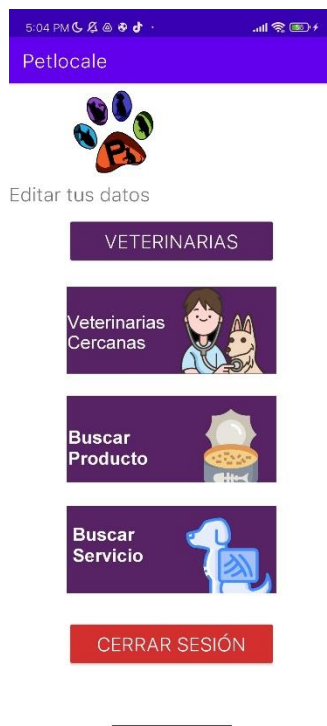 5:04 PM
Petlocale
P
Editar tus datos
VETERINARIAS
Veterinarias
Cercanas
Buscar
Producto
Buscar
Servicio
CERRAR SESIÓN